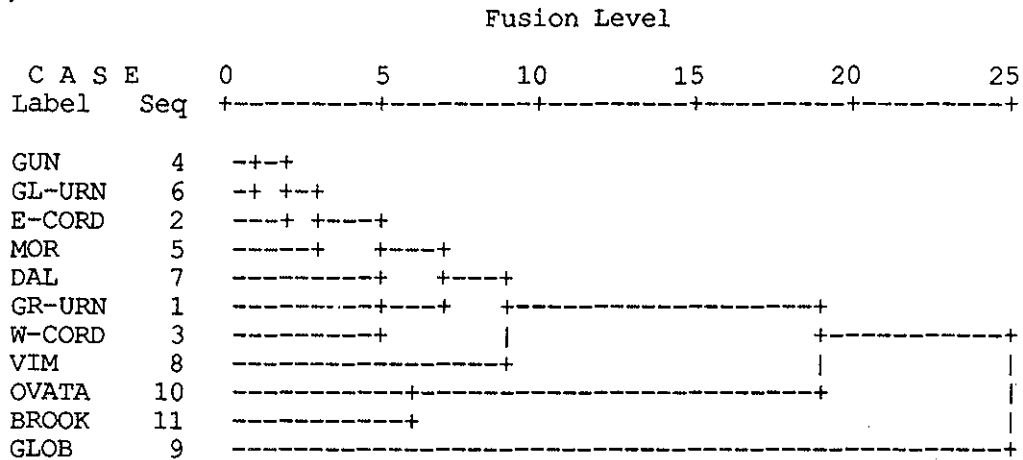 Fusion Level
C A S E 0 5 10 15 20 25
Label Seq +---------+---------+---------+---------+---------+
GUN 4 -+-+
GL-URN 6 -+ +-+
E-CORD 2 ---+ +---+
MOR 5 -----+ +---+
DAL 7 ---------+ +---+
GR-URN 1 ---------+---+ +-------------------+
W-CORD 3 ---------+ | +-----------+
VIM 8 -----------------+ | |
OVATA 10 -----------+-------------------------+ |
BROOK 11 -----------+ |
GLOB 9 -------------------------------------------------+